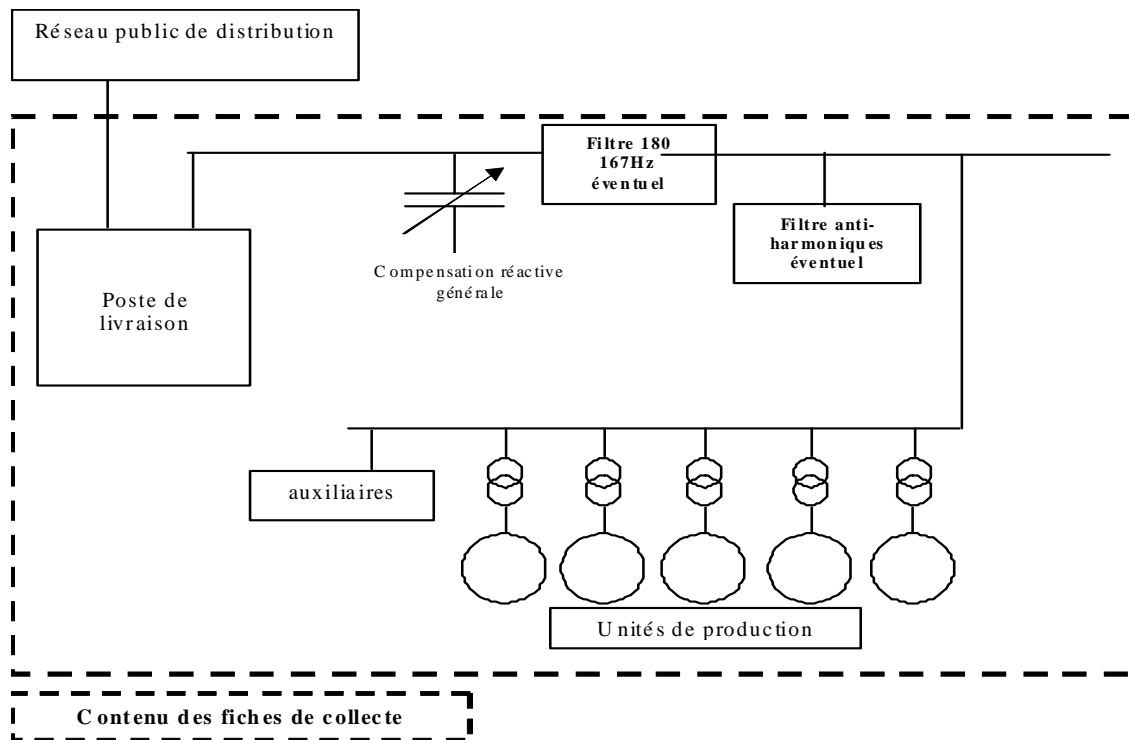 Réseau public de distribution
Filtre 180
167Hz
éventuel
Filtre anti-
harmoniques
éventuel
Compensation réactive
générale
Poste de
livraison
auxiliaires
Unités de production
Contenu des fiches de collecte